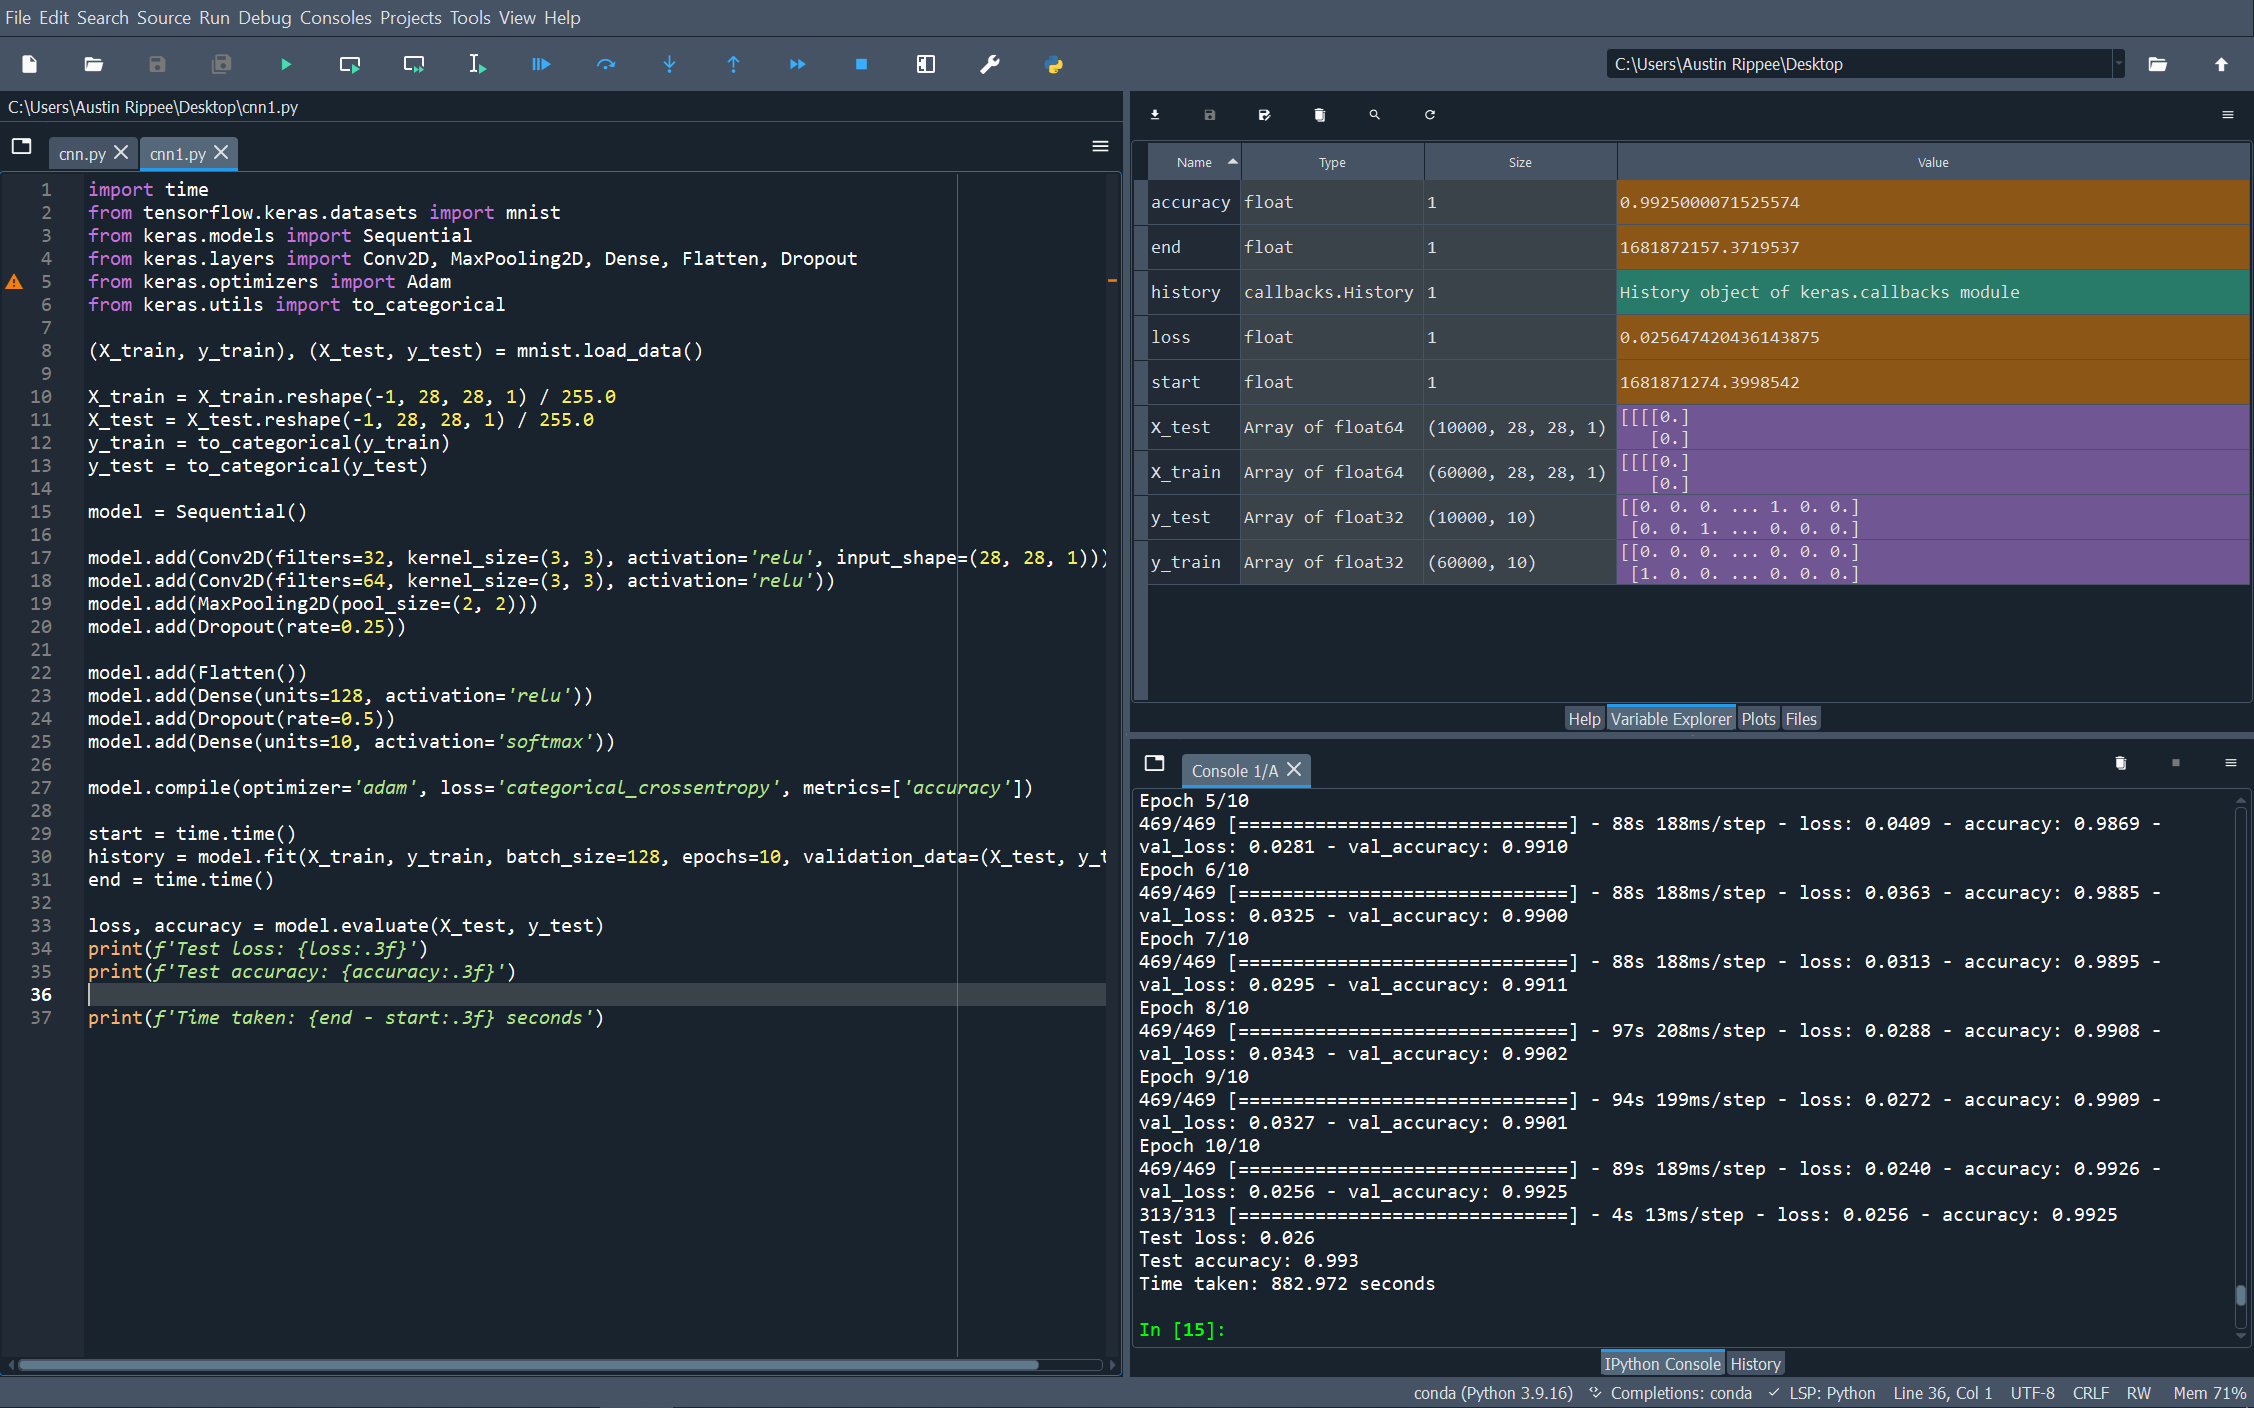 File Edit Search Source Run Debug Consoles Projects Tools View Help
C:\Users\Austin Rippee\Desktop
C:\Users\Austin Rippee\Desktop\cnn1.py
cnn.py cnn1.py
1 import time
2 from tensorflow.keras.datasets import mnist
3 from keras.models import Sequential
4 from keras.layers import Conv2D, MaxPooling2D, Dense, Flatten, Dropout
5 from keras.optimizers import Adam
6 from keras.utils import to_categorical
7
8 (X_train, y_train), (X_test, y_test) = mnist.load_data()
9
10 X_train = X_train.reshape(-1, 28, 28, 1) / 255.0
11 X_test = X_test.reshape(-1, 28, 28, 1) / 255.0
12 y_train = to_categorical(y_train)
13 y_test = to_categorical(y_test)
14
15 model = Sequential()
16
17 model.add(Conv2D(filters=32, kernel_size=(3, 3), activation='relu', input_shape=(28, 28, 1)))
18 model.add(Conv2D(filters=64, kernel_size=(3, 3), activation='relu'))
19 model.add(MaxPooling2D(pool_size=(2, 2)))
20 model.add(Dropout(rate=0.25))
21
22 model.add(Flatten())
23 model.add(Dense(units=128, activation='relu'))
24 model.add(Dropout(rate=0.5))
25 model.add(Dense(units=10, activation='softmax'))
26
27 model.compile(optimizer='adam', loss='categorical_crossentropy', metrics=['accuracy'])
28
29 start = time.time()
30 history = model.fit(X_train, y_train, batch_size=128, epochs=10, validation_data=(X_test, y_t
31 end = time.time()
32
33 loss, accuracy = model.evaluate(X_test, y_test)
34 print(f'Test loss: {loss:.3f}')
35 print(f'Test accuracy: {accuracy:.3f}')
36
37 print(f'Time taken: {end - start:.3f} seconds')
Name Type Size Value
accuracy float 1 0.9925000071525574
end float 1 1681872157.3719537
history callbacks.History 1 History object of keras.callbacks module
loss float 1 0.025647420436143875
start float 1 1681871274.3998542
X_test Array of float64 (10000, 28, 28, 1) [[[[0.]
[0.]
X_train Array of float64 (60000, 28, 28, 1) [[[[0.]
[0.]
y_test Array of float32 (10000, 10) [[0. 0. 0. ... 1. 0. 0.]
[0. 0. 1. ... 0. 0. 0.]
y_train Array of float32 (60000, 10) [[0. 0. 0. ... 0. 0. 0.]
[1. 0. 0. ... 0. 0. 0.]
Help Variable Explorer Plots Files
Console 1/A
Epoch 5/10
469/469 [==============================] - 88s 188ms/step - loss: 0.0409 - accuracy: 0.9869 -
val_loss: 0.0281 - val_accuracy: 0.9910
Epoch 6/10
469/469 [==============================] - 88s 188ms/step - loss: 0.0363 - accuracy: 0.9885 -
val_loss: 0.0325 - val_accuracy: 0.9900
Epoch 7/10
469/469 [==============================] - 88s 188ms/step - loss: 0.0313 - accuracy: 0.9895 -
val_loss: 0.0295 - val_accuracy: 0.9911
Epoch 8/10
469/469 [==============================] - 97s 208ms/step - loss: 0.0288 - accuracy: 0.9908 -
val_loss: 0.0343 - val_accuracy: 0.9902
Epoch 9/10
469/469 [==============================] - 94s 199ms/step - loss: 0.0272 - accuracy: 0.9909 -
val_loss: 0.0327 - val_accuracy: 0.9901
Epoch 10/10
469/469 [==============================] - 89s 189ms/step - loss: 0.0240 - accuracy: 0.9926 -
val_loss: 0.0256 - val_accuracy: 0.9925
313/313 [==============================] - 4s 13ms/step - loss: 0.0256 - accuracy: 0.9925
Test loss: 0.026
Test accuracy: 0.993
Time taken: 882.972 seconds
In [15]:
IPython Console History
conda (Python 3.9.16) Completions: conda LSP: Python Line 36, Col 1 UTF-8 CRLF RW Mem 71%